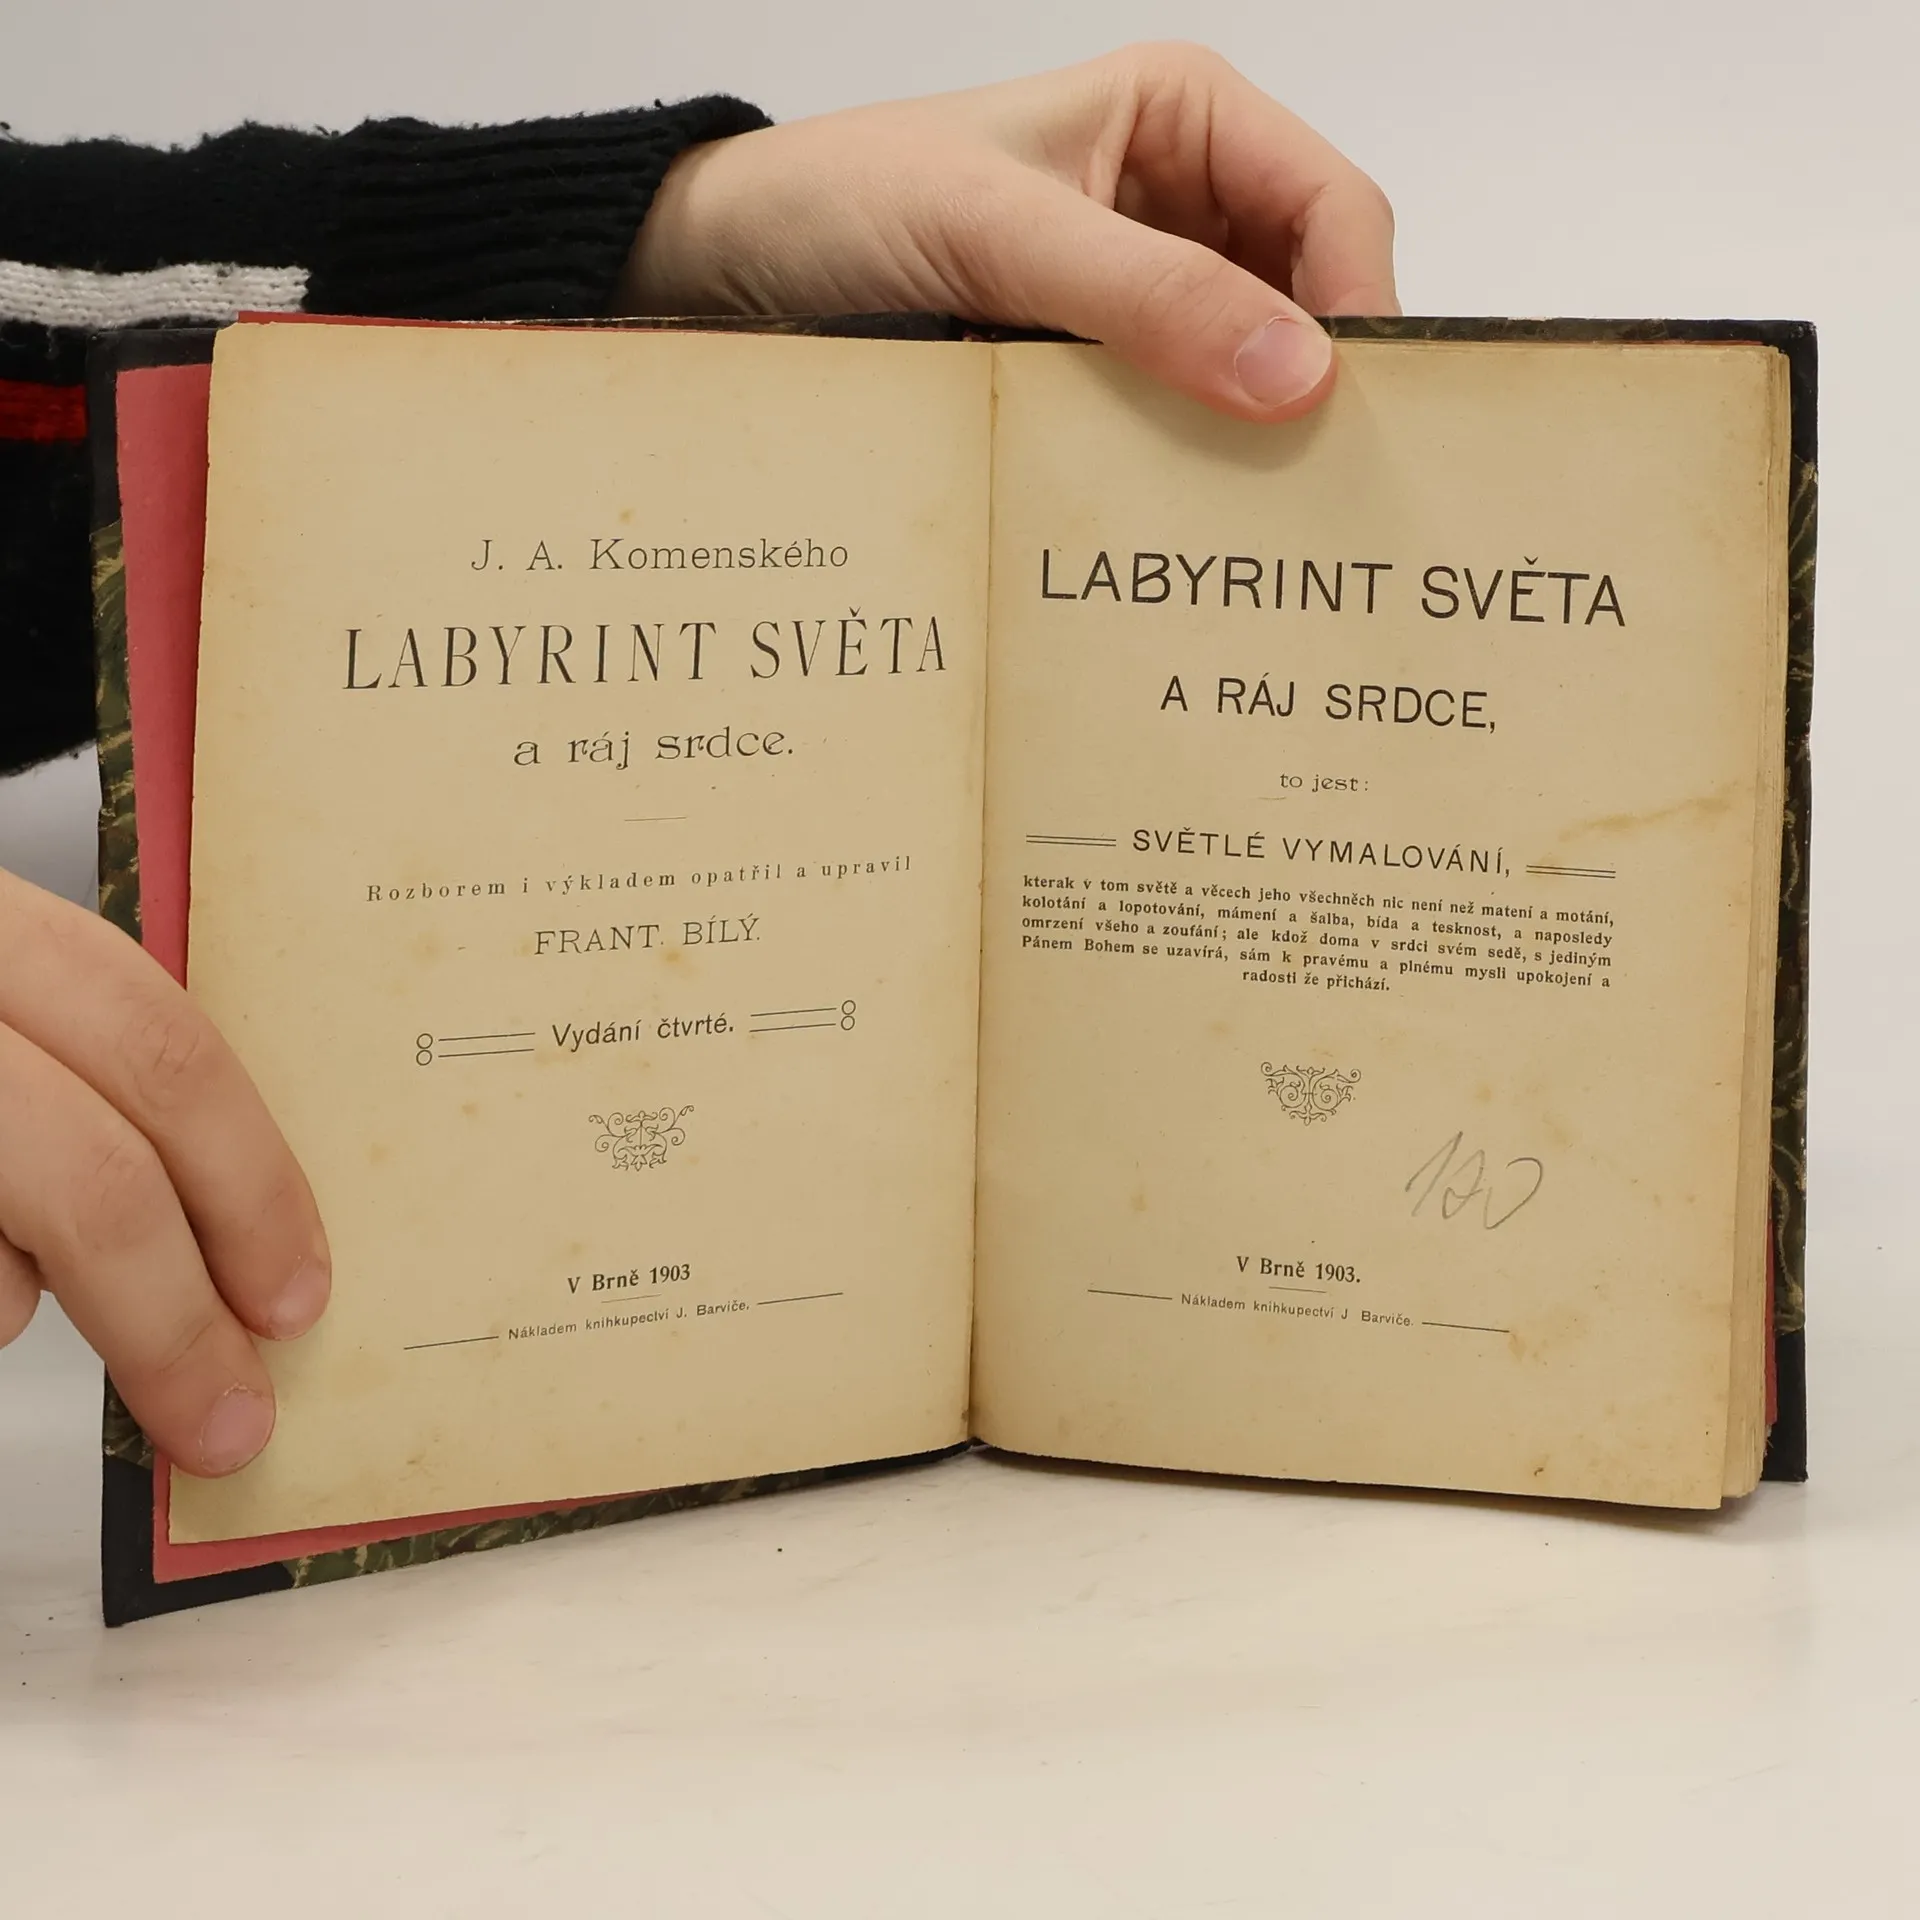 J. A. Komenského
LABYRINT SVĚTA
a ráj srdce.
Rozborem i výkladem opatřil a upravil
FRANT. BÍLÝ.
Vydání čtvrté.
V Brně 1903
Nákladem knihkupectví J. Barviče.
LABYRINT SVĚTA
A RÁJ SRDCE,
to jest:
SVĚTLÉ VYMALOVÁNÍ,
kterak v tom světě a věcech jeho všechněch nic není než matení a motání,
kolotání a lopotování, mámení a šalba, bída a tesknost, a naposledy
omrzení všeho a zoufání; ale kdož doma v srdci svém sedě, s jediným
Pánem Bohem se uzavírá, sám k pravému a plnému mysli upokojení a
radosti že přichází.
V Brně 1903.
Nákladem knihkupectví J Barviče.